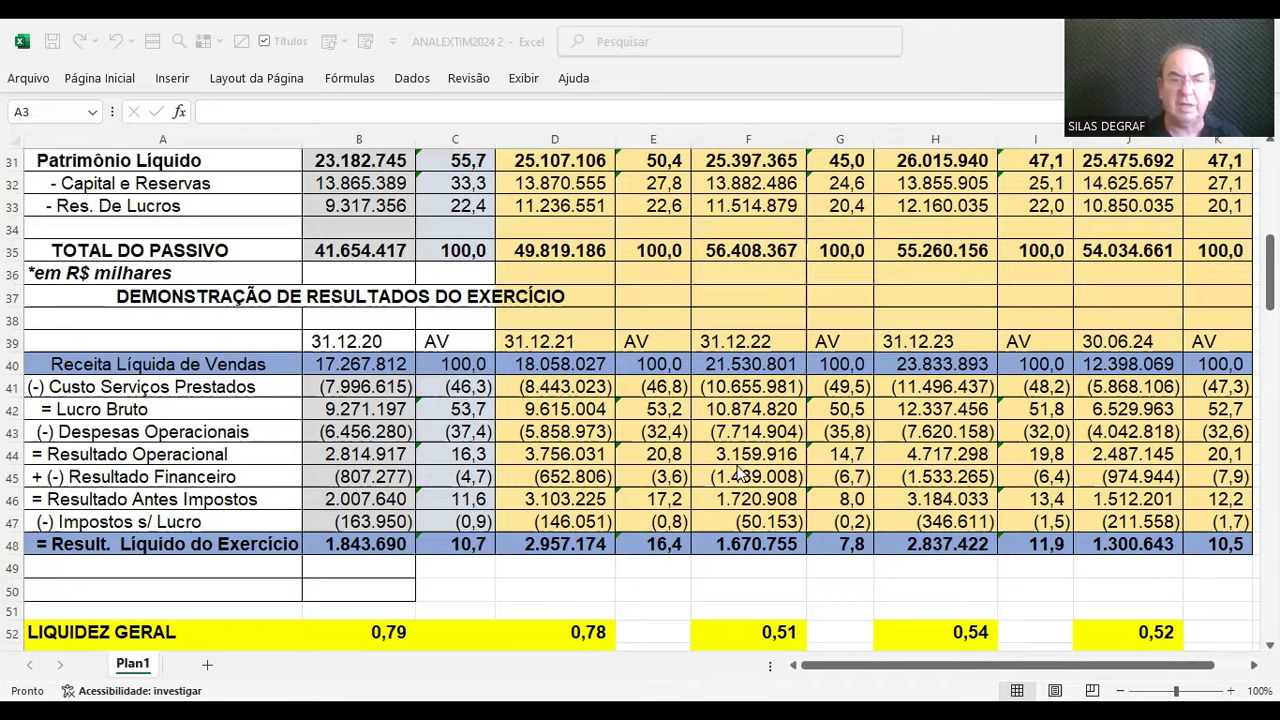 Títulos
ANALEXTIM2024 2 - Excel
Pesquisar
Arquivo Página Inicial Inserir Layout da Página Fórmulas Dados Revisão Exibir Ajuda
A3
fx
SILAS DEGRAF
A B C D E F G H I J K
31 Patrimônio Líquido 23.182.745 55,7 25.107.106 50,4 25.397.365 45,0 26.015.940 47,1 25.475.692 47,1
32 - Capital e Reservas 13.865.389 33,3 13.870.555 27,8 13.882.486 24,6 13.855.905 25,1 14.625.657 27,1
33 - Res. De Lucros 9.317.356 22,4 11.236.551 22,6 11.514.879 20,4 12.160.035 22,0 10.850.035 20,1
34
35 TOTAL DO PASSIVO 41.654.417 100,0 49.819.186 100,0 56.408.367 100,0 55.260.156 100,0 54.034.661 100,0
36 *em R$ milhares
37 DEMONSTRAÇÃO DE RESULTADOS DO EXERCÍCIO
38
39 31.12.20 AV 31.12.21 AV 31.12.22 AV 31.12.23 AV 30.06.24 AV
40 Receita Líquida de Vendas 17.267.812 100,0 18.058.027 100,0 21.530.801 100,0 23.833.893 100,0 12.398.069 100,0
41 (-) Custo Serviços Prestados (7.996.615) (46,3) (8.443.023) (46,8) (10.655.981) (49,5) (11.496.437) (48,2) (5.868.106) (47,3)
42 = Lucro Bruto 9.271.197 53,7 9.615.004 53,2 10.874.820 50,5 12.337.456 51,8 6.529.963 52,7
43 (-) Despesas Operacionais (6.456.280) (37,4) (5.858.973) (32,4) (7.714.904) (35,8) (7.620.158) (32,0) (4.042.818) (32,6)
44 = Resultado Operacional 2.814.917 16,3 3.756.031 20,8 3.159.916 14,7 4.717.298 19,8 2.487.145 20,1
45 + (-) Resultado Financeiro (807.277) (4,7) (652.806) (3,6) (6,7) (1.533.265) (6,4) (974.944) (7,9)
46 = Resultado Antes Impostos 2.007.640 11,6 3.103.225 17,2 1.720.908 8,0 3.184.033 13,4 1.512.201 12,2
47 (-) Impostos s/ Lucro (163.950) (0,9) (146.051) (0,8) (50.153) (0,2) (346.611) (1,5) (211.558) (1,7)
48 = Result. Líquido do Exercício 1.843.690 10,7 2.957.174 16,4 1.670.755 7,8 2.837.422 11,9 1.300.643 10,5
49
50
51
52 LIQUIDEZ GERAL 0,79 0,78 0,51 0,54 0,52
Plan1
Pronto Acessibilidade: investigar 100%